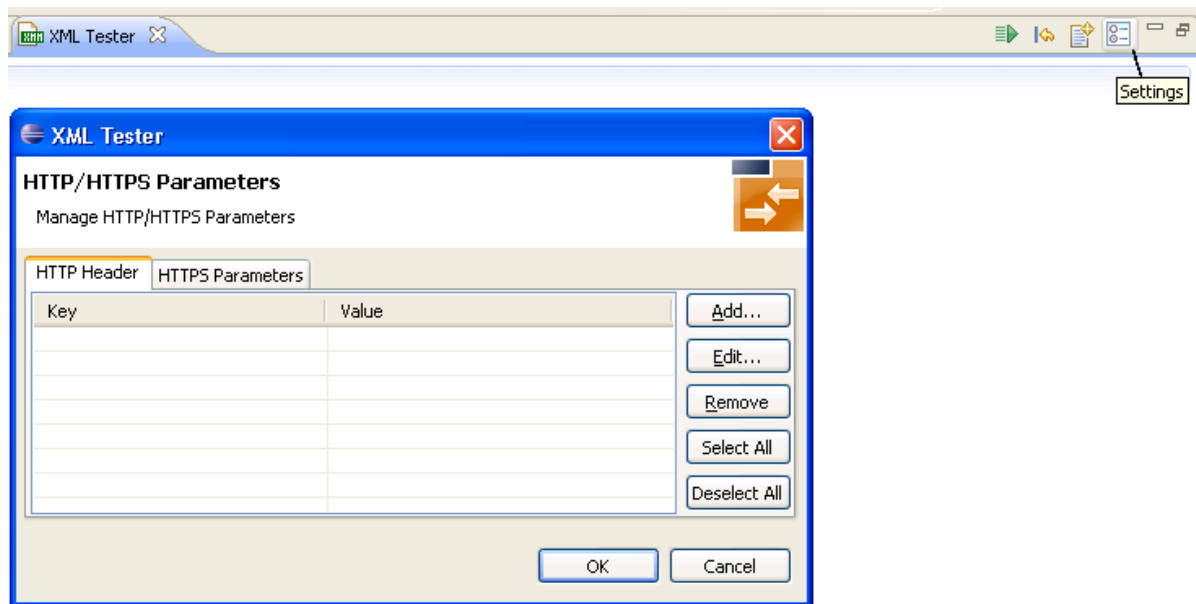 XML Tester
Settings
XML Tester
HTTP/HTTPS Parameters
Manage HTTP/HTTPS Parameters
HTTP Header HTTPS Parameters
Key Value
Add...
Edit...
Remove
Select All
Deselect All
OK Cancel